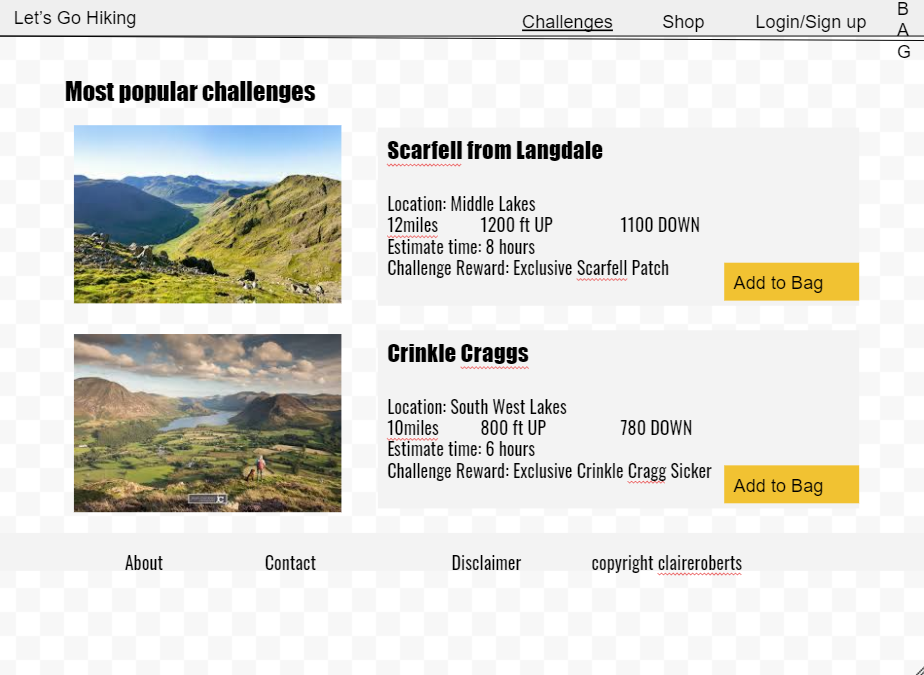 Let's Go Hiking
Challenges Shop Login/Sign up
B
A
G
Most popular challenges
Scarfell from Langdale
Location: Middle Lakes
12miles 1200 ft UP 1100 DOWN
Estimate time: 8 hours
Challenge Reward: Exclusive Scarfell Patch
Add to Bag
Crinkle Craggs
Location: South West Lakes
10miles 800 ft UP 780 DOWN
Estimate time: 6 hours
Challenge Reward: Exclusive Crinkle Cragg Sicker
Add to Bag
About Contact Disclaimer copyright claireroberts